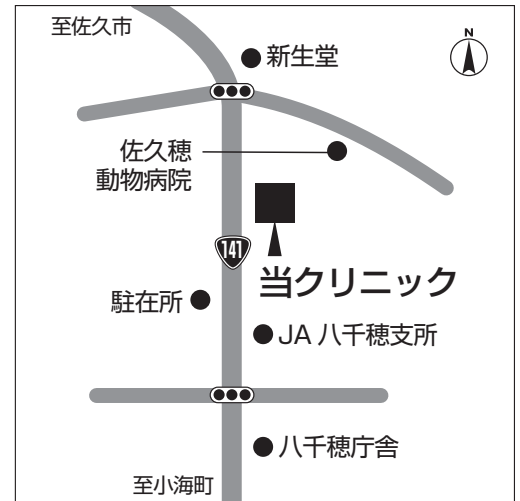 至佐久市
新生堂
N
佐久穂
動物病院
141
当クリニック
駐在所
JA 八千穂支所
八千穂庁舎
至小海町